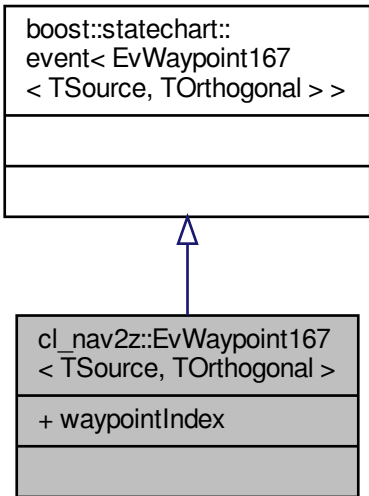 boost::statechart::
event< EvWaypoint167
< TSource, TOrthogonal > >
cl_nav2z::EvWaypoint167
< TSource, TOrthogonal >
+ waypointIndex